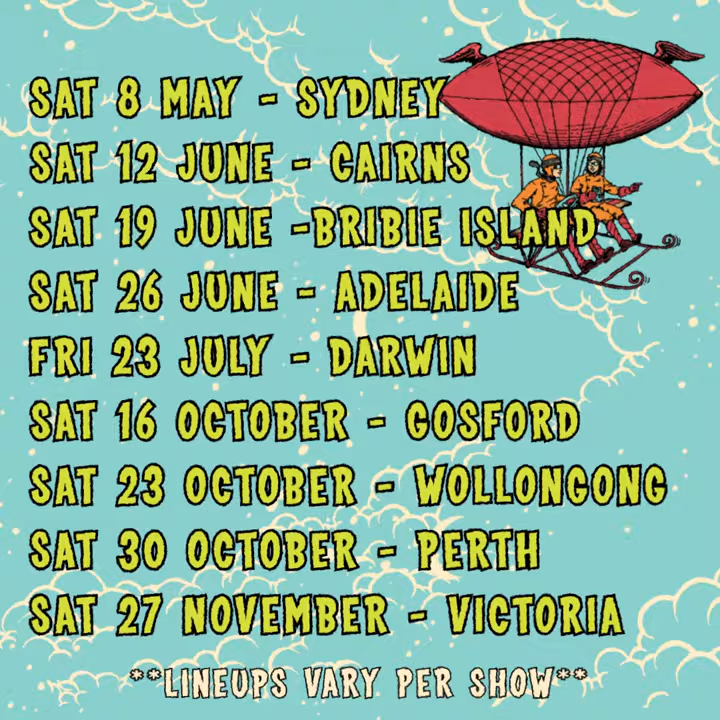 SAT 8 MAY - SYDNEY
SAT 12 JUNE - CAIRNS
SAT 19 JUNE -BRIBIE ISLAND
SAT 26 JUNE - ADELAIDE
FRI 23 JULY - DARWIN
SAT 16 OCTOBER - GOSFORD
SAT 23 OCTOBER - WOLLONGONG
SAT 30 OCTOBER - PERTH
SAT 27 NOVEMBER - VICTORIA
**LINEUPS VARY PER SHOW**